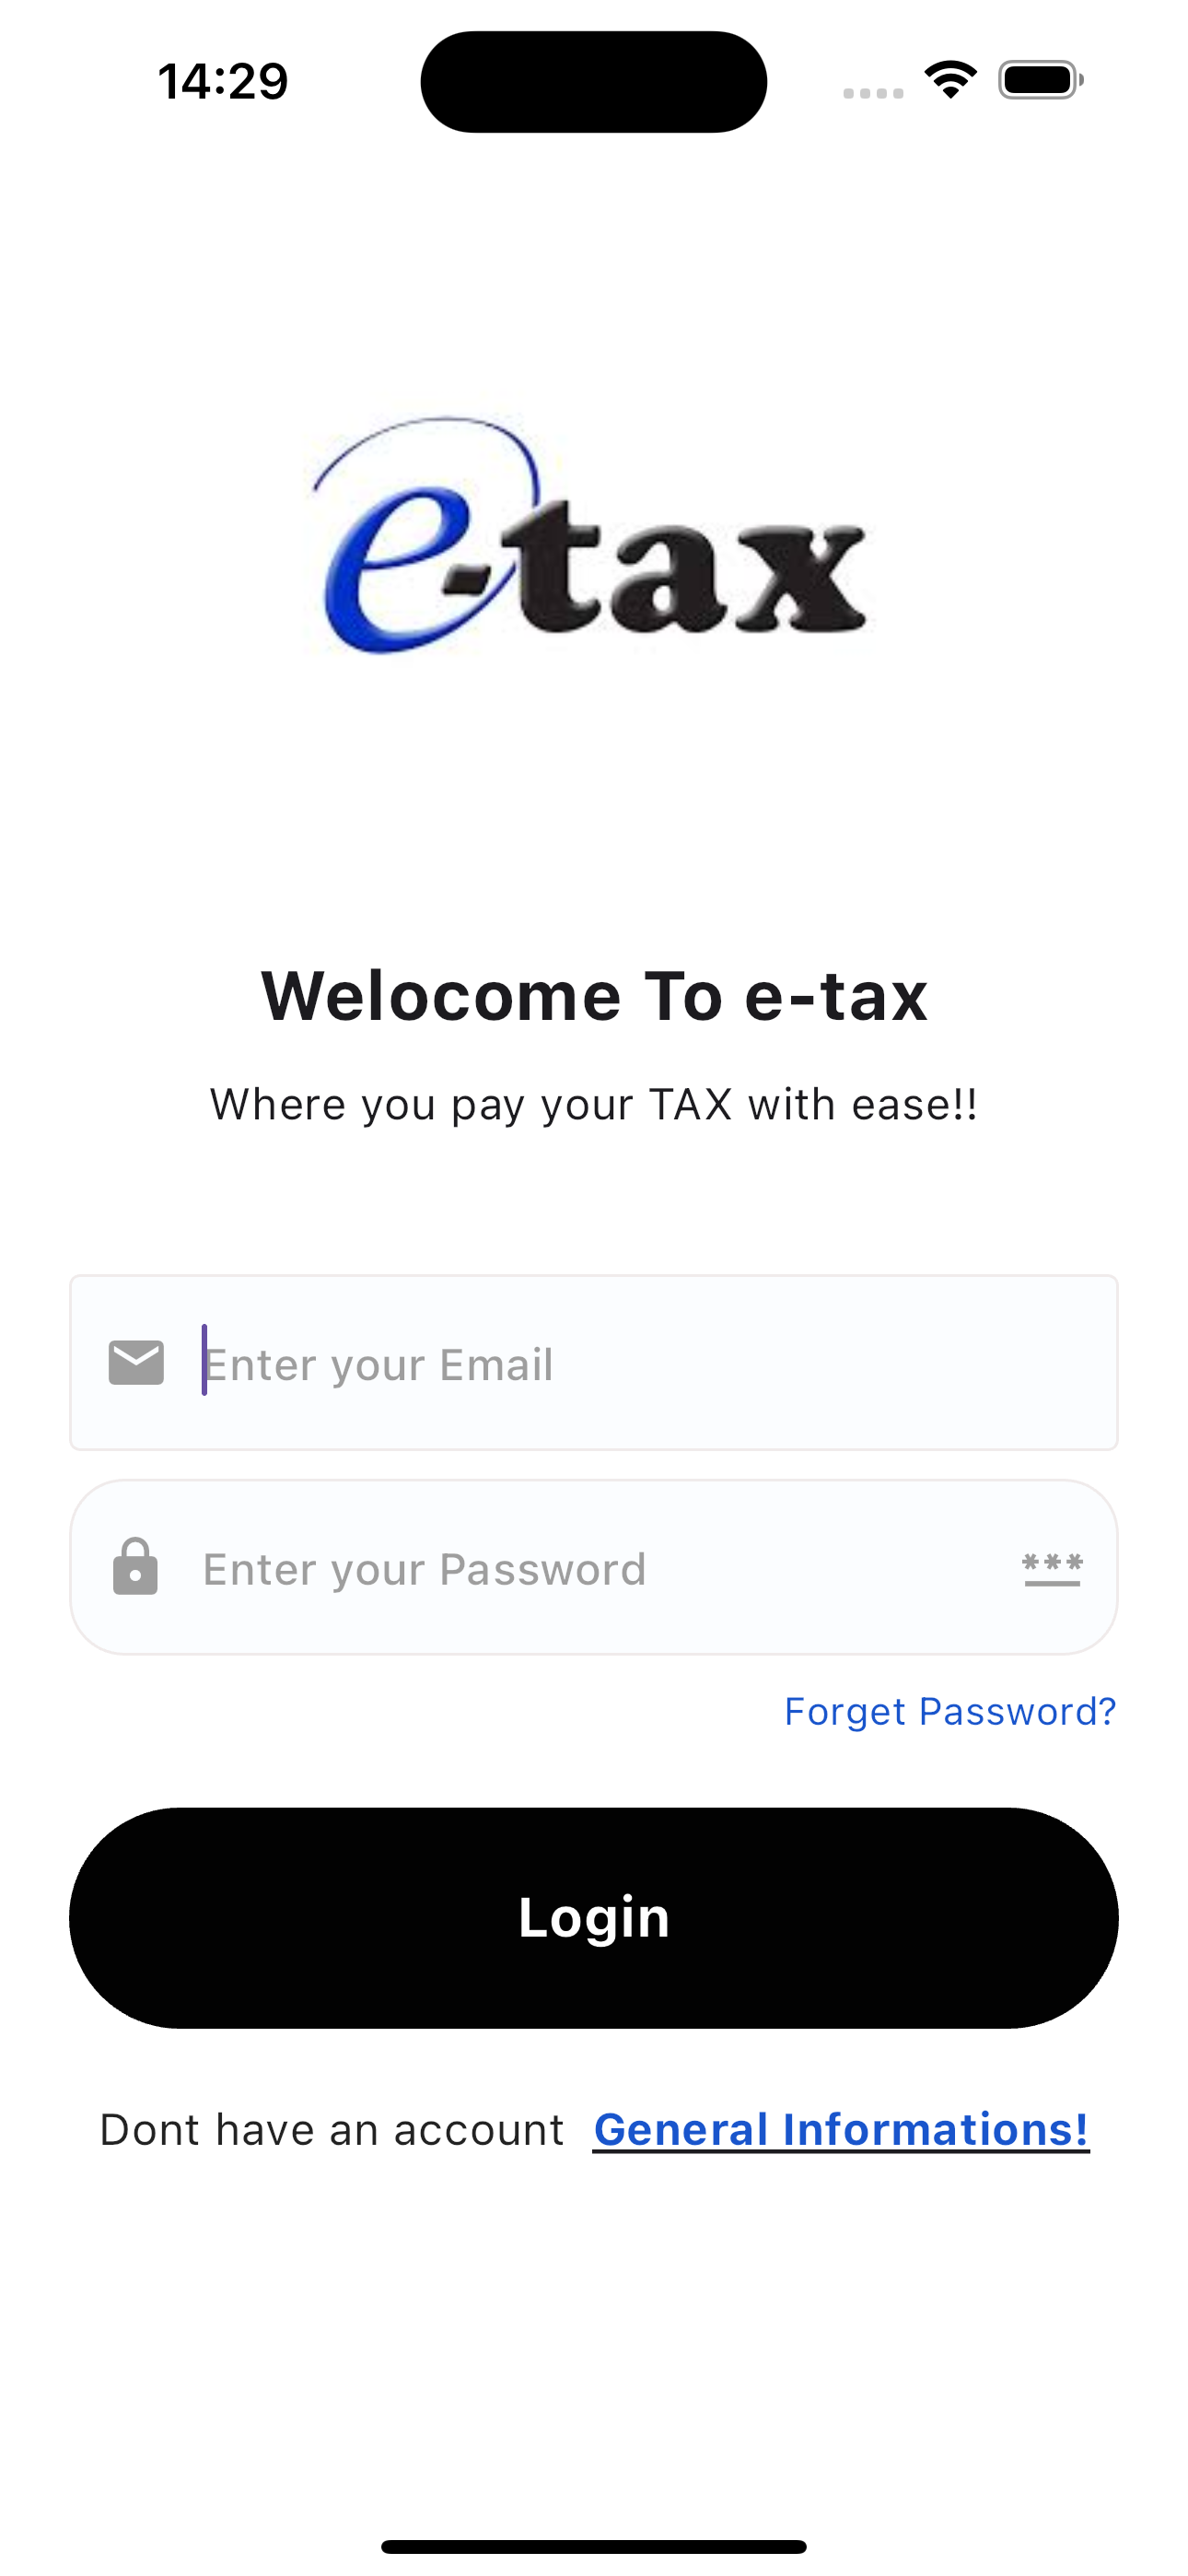 14:29
e-tax
Welocome To e-tax
Where you pay your TAX with ease!!
Enter your Email
Enter your Password ***
Forget Password?
Login
Dont have an account General Informations!